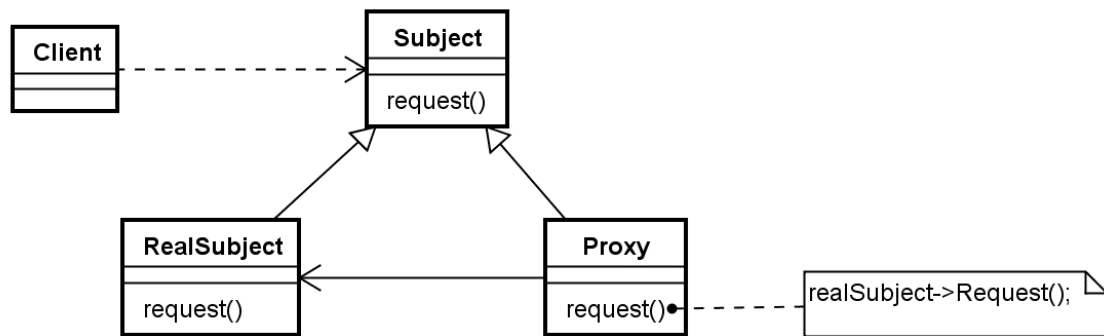 Client
Subject
request()
RealSubject
request()
Proxy
request()
realSubject->Request();